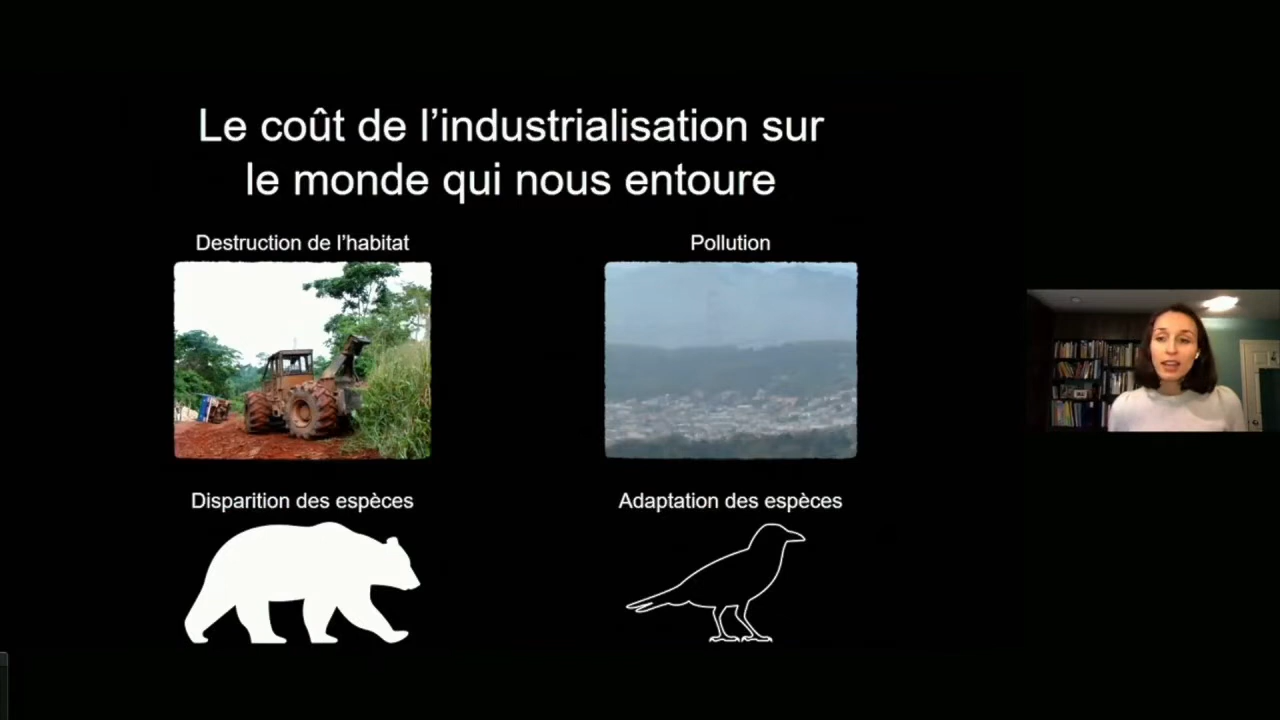 Le coût de l’industrialisation sur
le monde qui nous entoure
Destruction de l’habitat
Pollution
Disparition des espèces
Adaptation des espèces